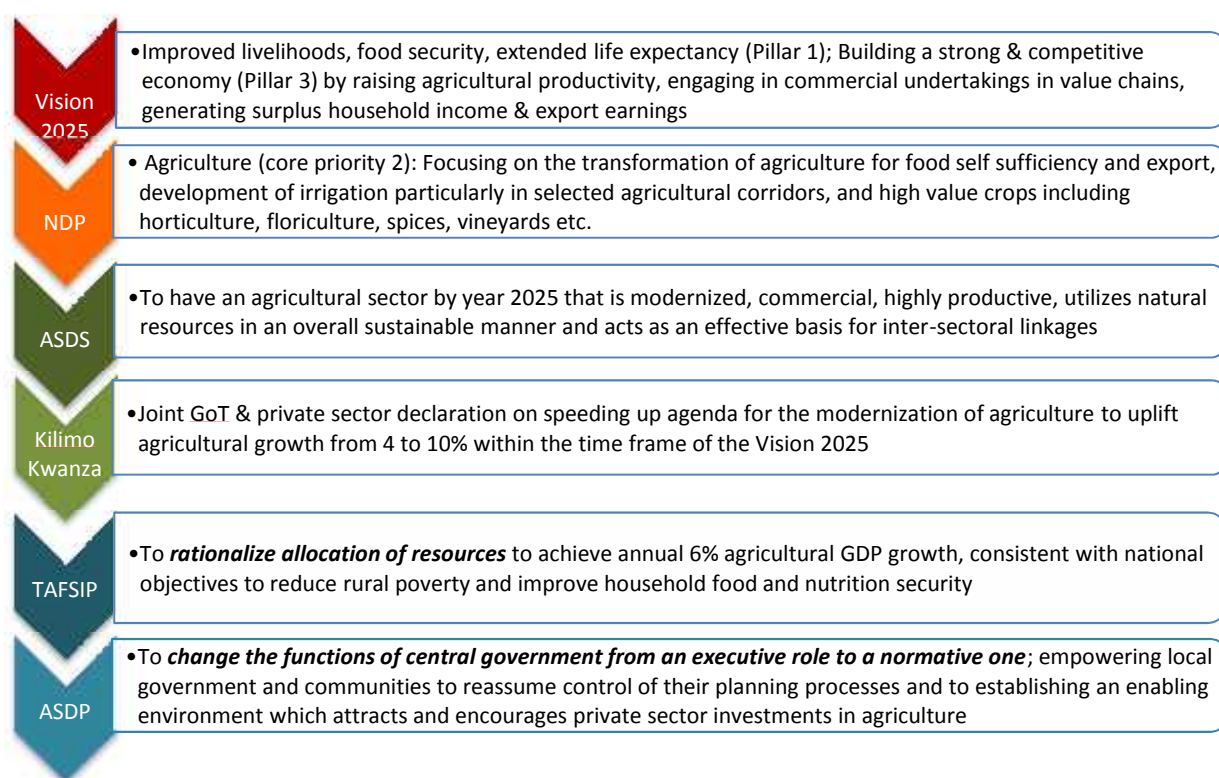 Vision
2025
•Improved livelihoods, food security, extended life expectancy (Pillar 1); Building a strong & competitive
economy (Pillar 3) by raising agricultural productivity, engaging in commercial undertakings in value chains,
generating surplus household income & export earnings
NDP
• Agriculture (core priority 2): Focusing on the transformation of agriculture for food self sufficiency and export,
development of irrigation particularly in selected agricultural corridors, and high value crops including
horticulture, floriculture, spices, vineyards etc.
ASDS
•To have an agricultural sector by year 2025 that is modernized, commercial, highly productive, utilizes natural
resources in an overall sustainable manner and acts as an effective basis for inter-sectoral linkages
Kilimo
Kwanza
•Joint GoT & private sector declaration on speeding up agenda for the modernization of agriculture to uplift
agricultural growth from 4 to 10% within the time frame of the Vision 2025
TAFSIP
•To rationalize allocation of resources to achieve annual 6% agricultural GDP growth, consistent with national
objectives to reduce rural poverty and improve household food and nutrition security
ASDP
•To change the functions of central government from an executive role to a normative one; empowering local
government and communities to reassume control of their planning processes and to establishing an enabling
environment which attracts and encourages private sector investments in agriculture